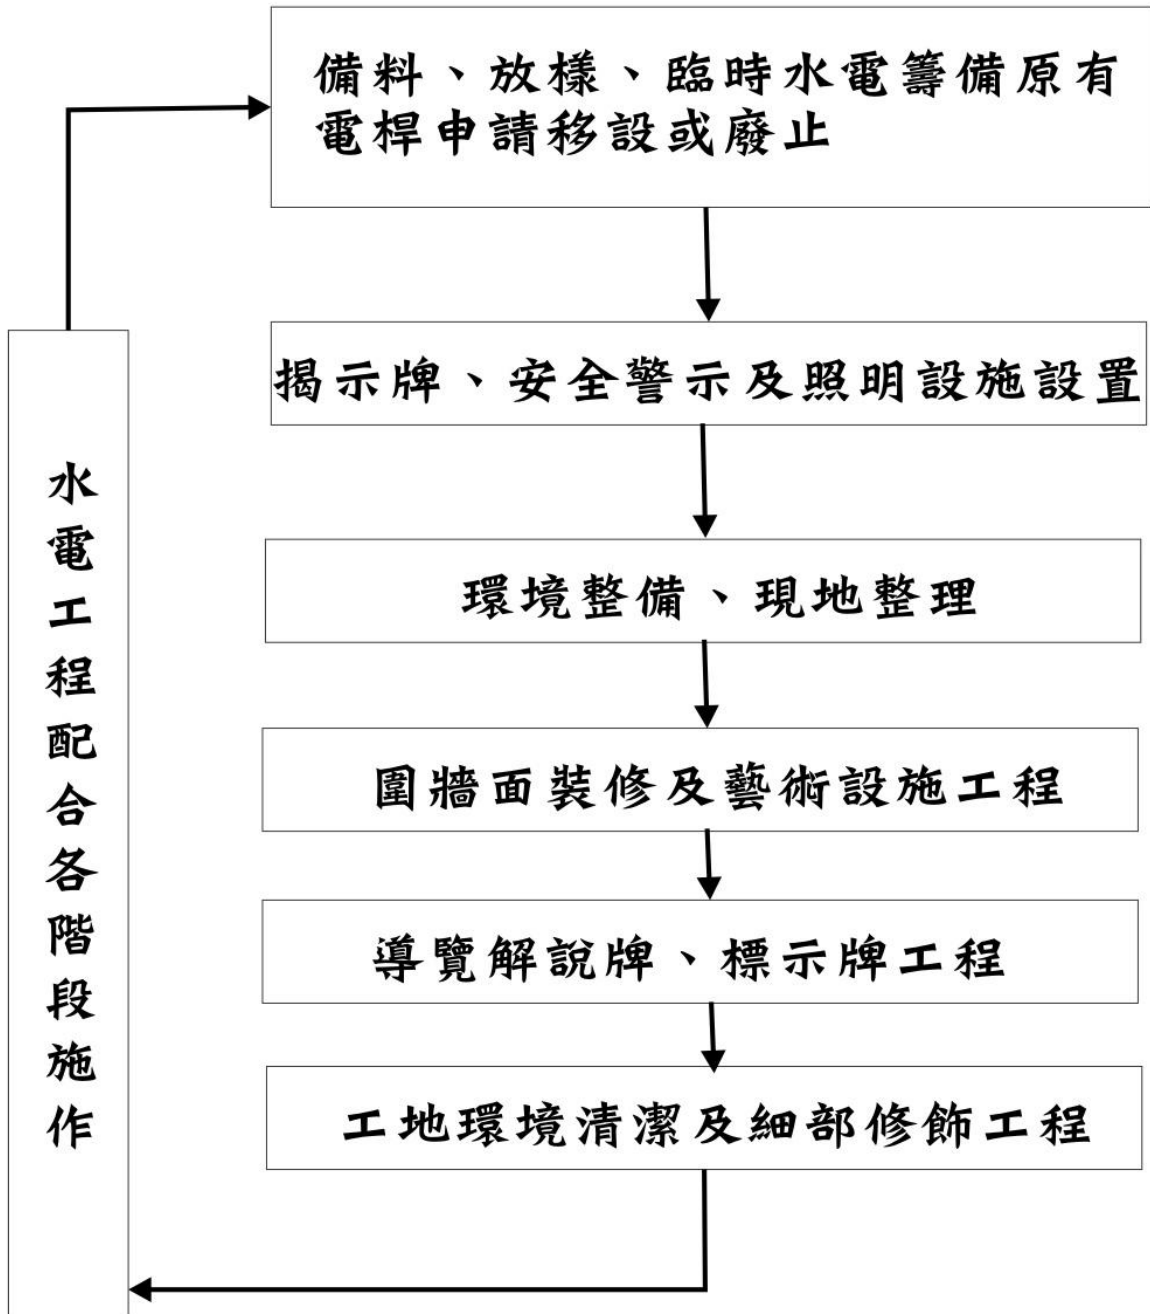 備料、放樣、臨時水電籌備原有
電桿申請移設或廢止
揭示牌、安全警示及照明設施設置
環境整備、現地整理
圍牆面裝修及藝術設施工程
導覽解說牌、標示牌工程
工地環境清潔及細部修飾工程
水電工程配合各階段施作